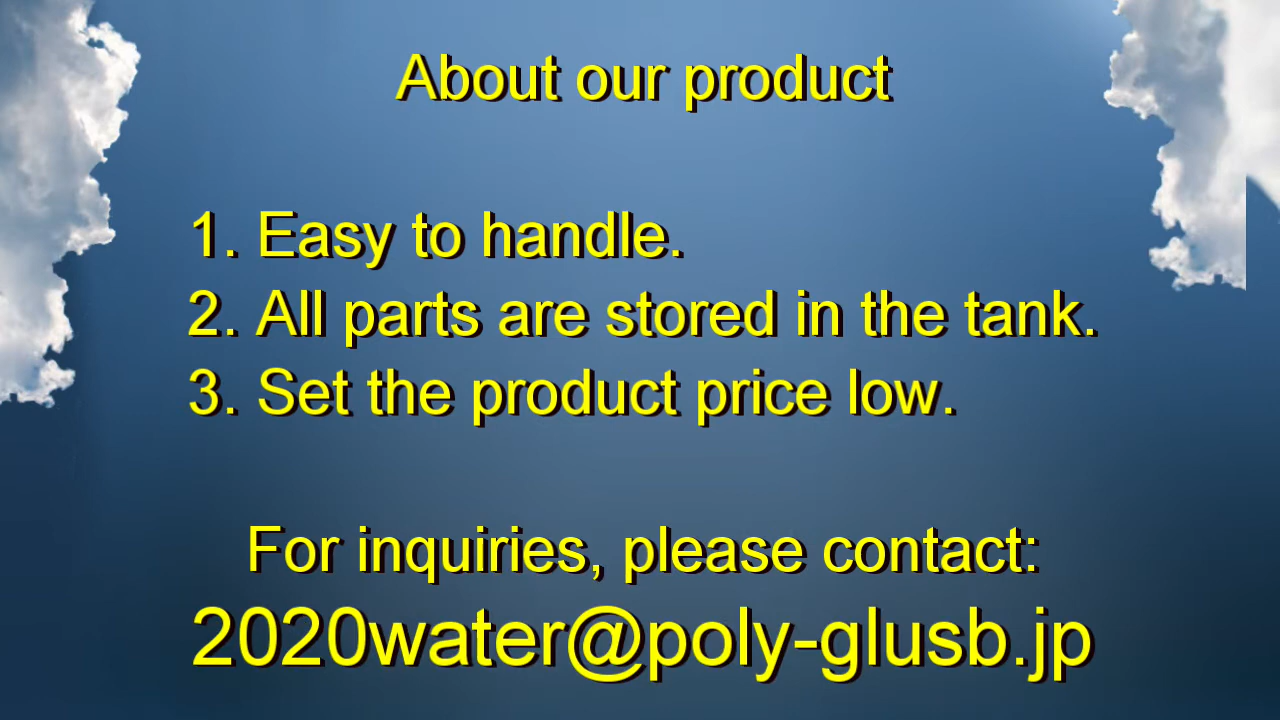 About our product
1. Easy to handle.
2. All parts are stored in the tank.
3. Set the product price low.
For inquiries, please contact:
2020water@poly-glusb.jp